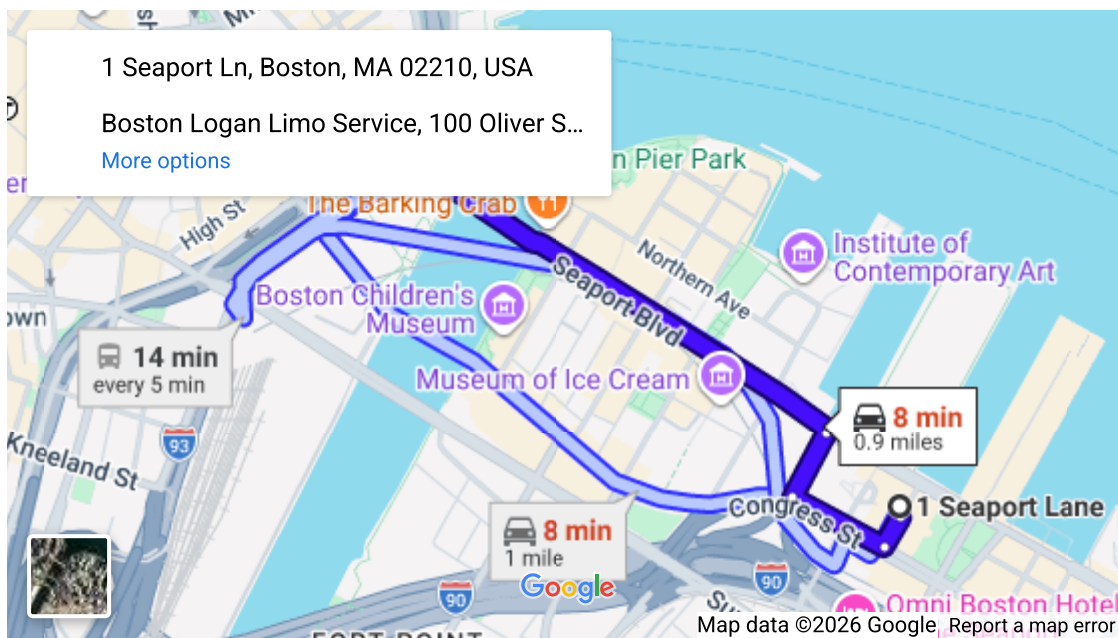 1 Seaport Ln, Boston, MA 02210, USA
Boston Logan Limo Service, 100 Oliver S...
More options
n Pier Park
The Barking Crab
High St
Northern Ave
Institute of
Contemporary Art
Seaport Blvd
Boston Children's
Museum
own
14 min
every 5 min
Museum of Ice Cream
8 min
0.9 miles
93
Kneeland St
1 Seaport Lane
Congress St
8 min
1 mile
Google
90
90
Omni Boston Hotel
FORT POINT
Map data ©2026 Google
Report a map error